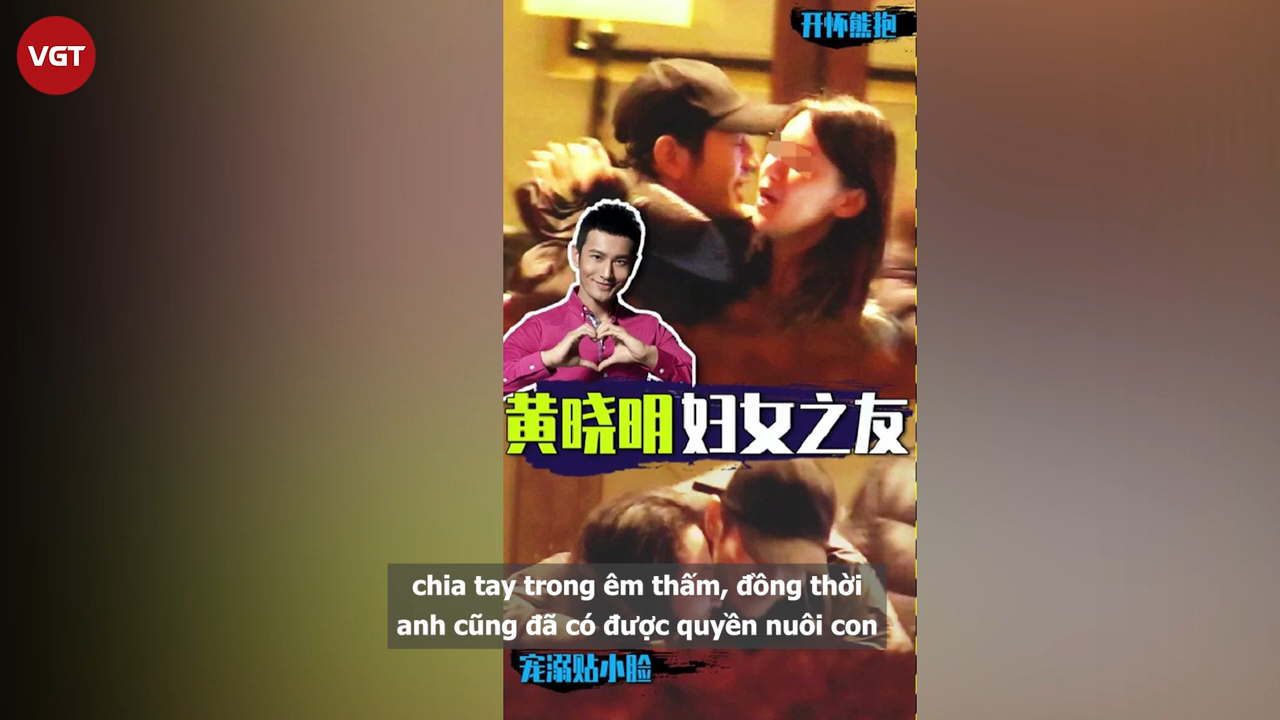 VGT
开怀熊抱
黄晓明 妇女之友
chia tay trong êm thấm, đồng thời
anh cũng đã có được quyền nuôi con
宠溺贴小脸